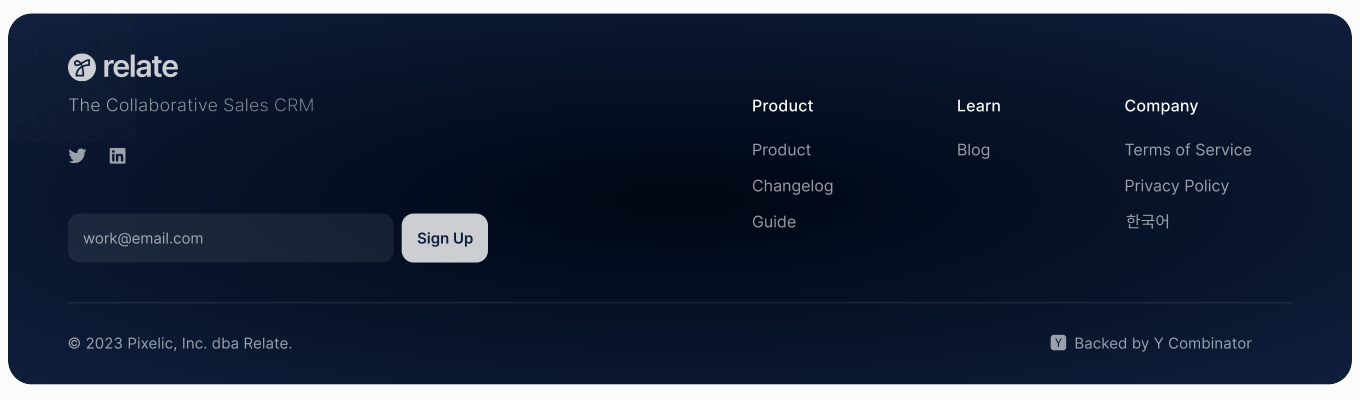 relate
The Collaborative Sales CRM
work@email.com
Sign Up
Product
Product
Changelog
Guide
Learn
Blog
Company
Terms of Service
Privacy Policy
한국어
© 2023 Pixelic, Inc. dba Relate.
Y Backed by Y Combinator